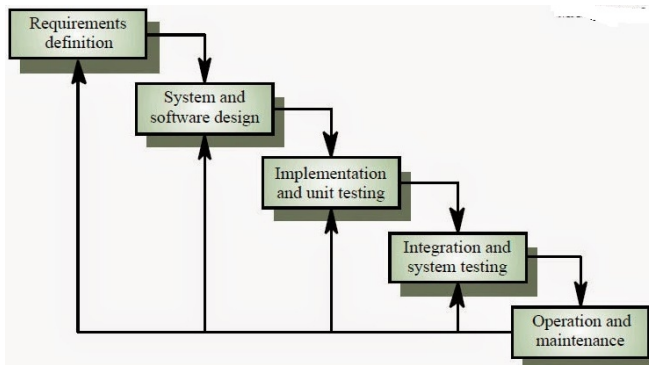 Requirements
definition
System and
software design
Implementation
and unit testing
Integration and
system testing
Operation and
maintenance